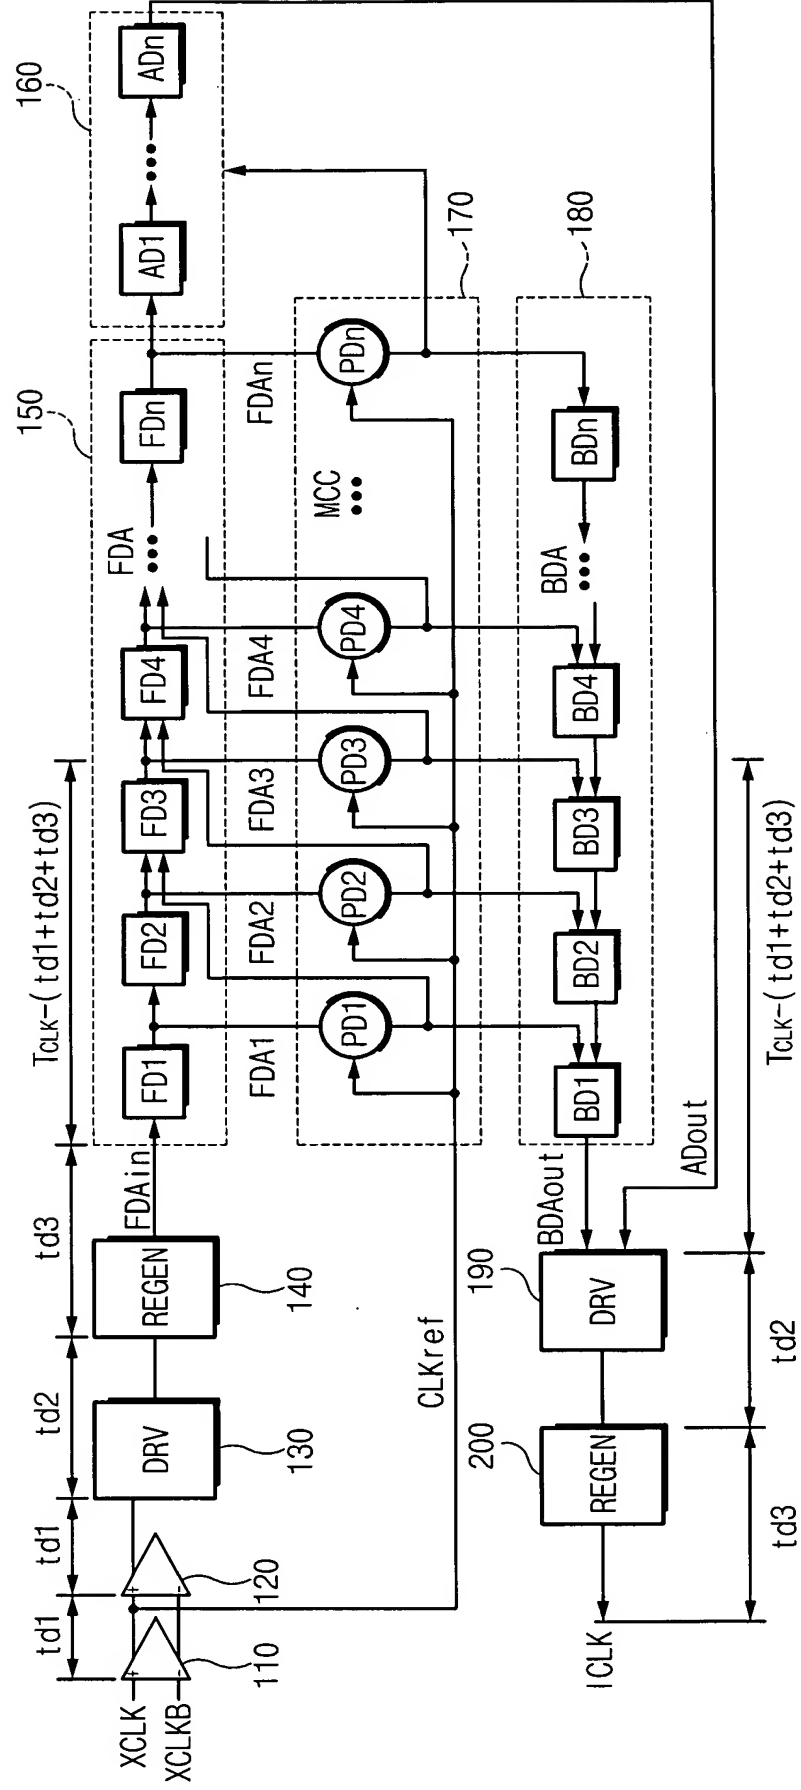 160
ADn
AD1
150
FDn
FDA
FD4
FD3
FD2
FD1
FDAin
TCLK-(td1+td2+td3)
td3
td2
td1
td1
REGEN
140
DRV
130
+
-
120
+
-
110
XCLK
XCLKB
170
PDn
FDAn
MCC
PD4
FDA4
PD3
FDA3
PD2
FDA2
PD1
FDA1
CLKref
180
BDn
BDA
BD4
BD3
BD2
BD1
BDAout
ADout
190
DRV
200
REGEN
ICLK
TCLK-(td1+td2+td3)
td2
td3